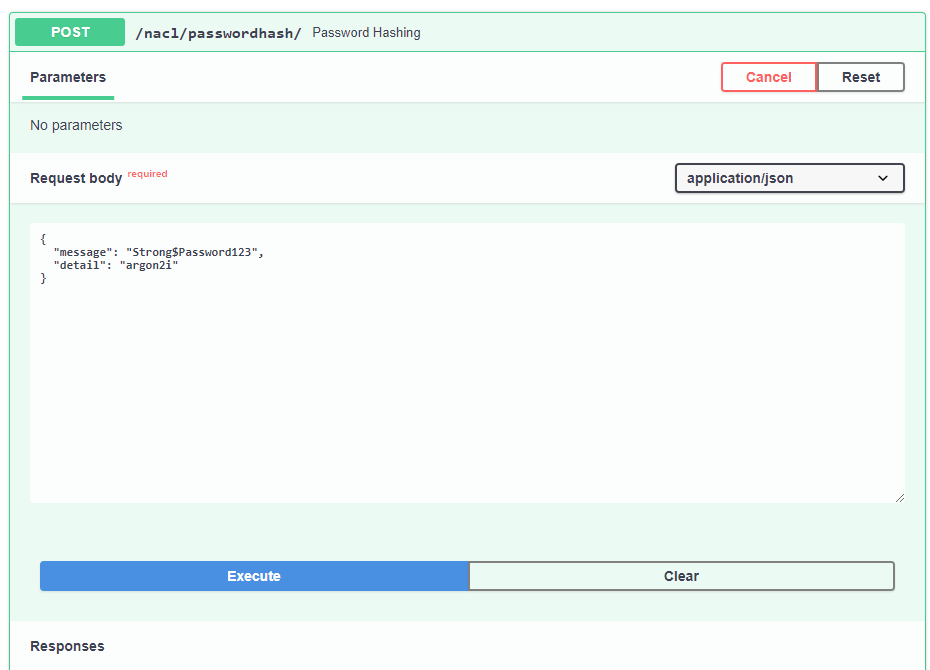 POST /nacl/passwordhash/ Password Hashing
Parameters Cancel Reset
No parameters
Request body required application/json
{
  "message": "Strong$Password123",
  "detail": "argon2i"
}
Execute Clear
Responses